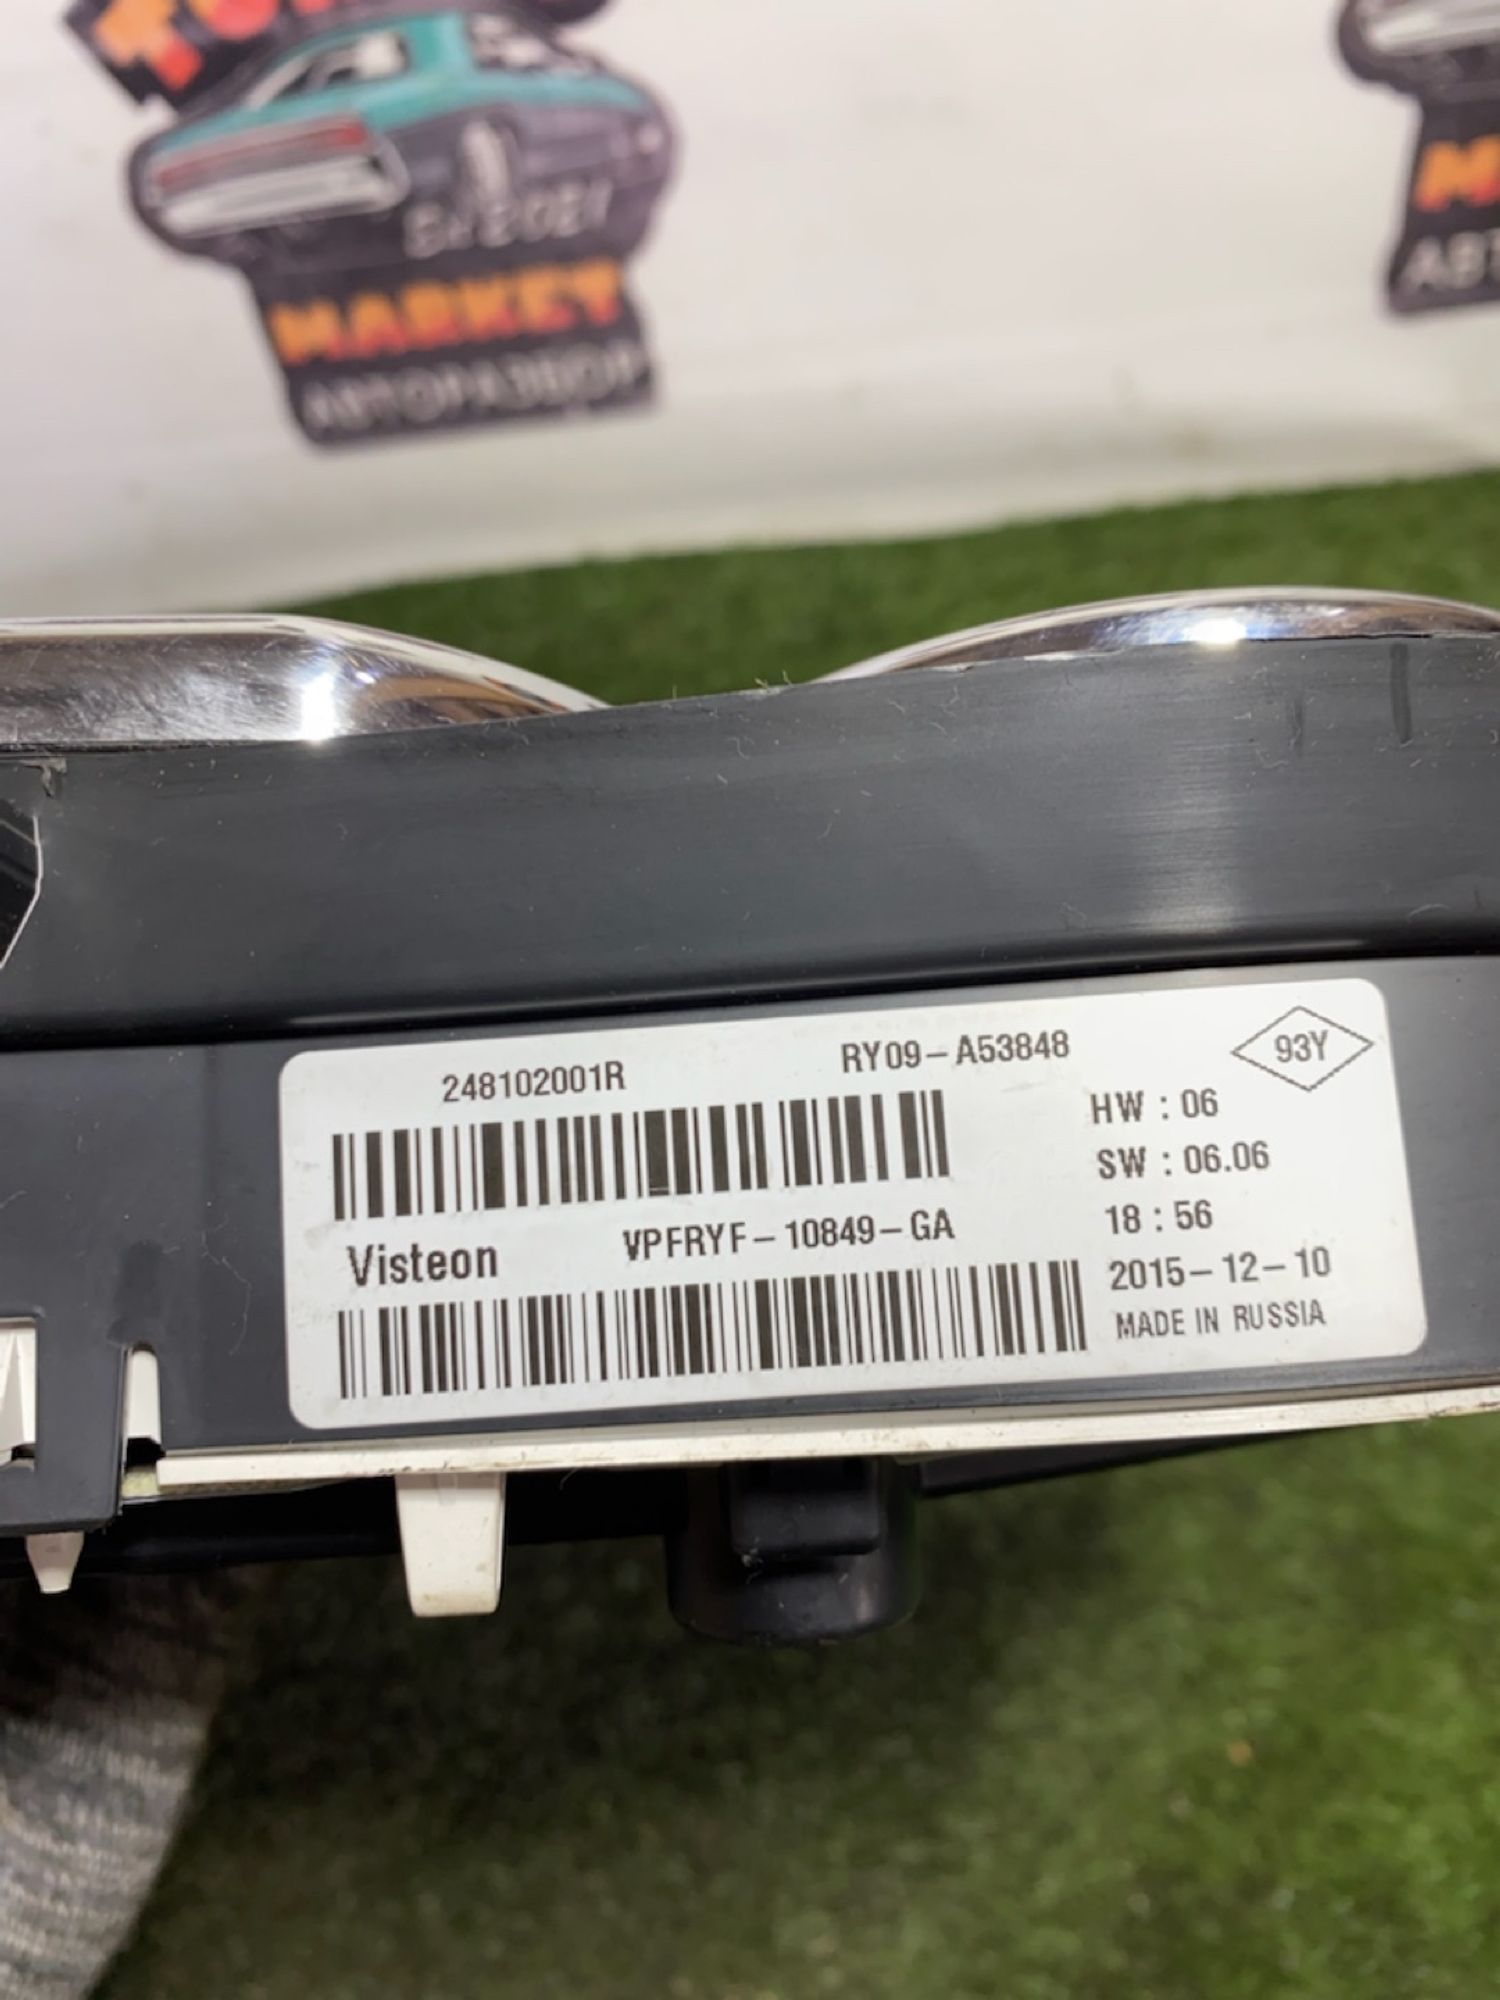 MARKET
АВТОРАЗБОР
248102001R
RY09-A53848
93Y
HW : 06
SW : 06.06
18 : 56
Visteon
VPFRYF-10849-GA
2015-12-10
MADE IN RUSSIA